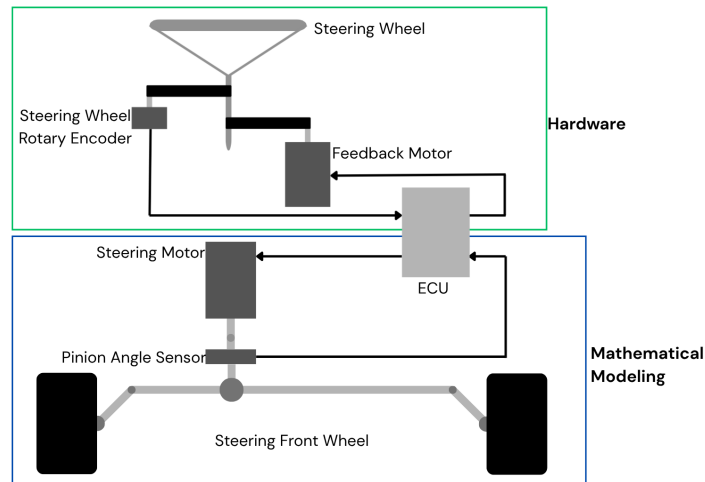 Steering Wheel
Steering Wheel
Rotary Encoder
Hardware
Feedback Motor
Steering Motor
ECU
Pinion Angle Sensor
Mathematical
Modeling
Steering Front Wheel